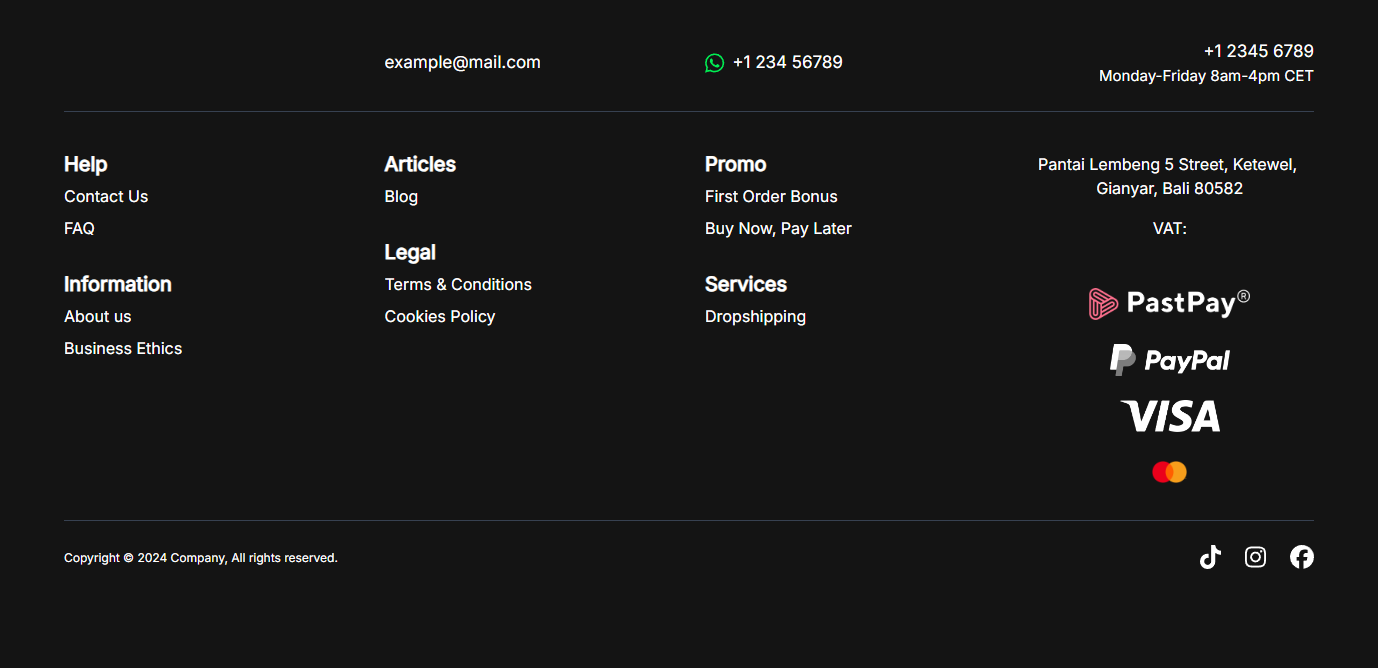 example@mail.com
+1 234 56789
+1 2345 6789
Monday-Friday 8am-4pm CET
Help
Contact Us
FAQ
Information
About us
Business Ethics
Articles
Blog
Legal
Terms & Conditions
Cookies Policy
Promo
First Order Bonus
Buy Now, Pay Later
Services
Dropshipping
Pantai Lembeng 5 Street, Ketewel,
Gianyar, Bali 80582
VAT:
PastPay®
PayPal
VISA
Copyright © 2024 Company, All rights reserved.